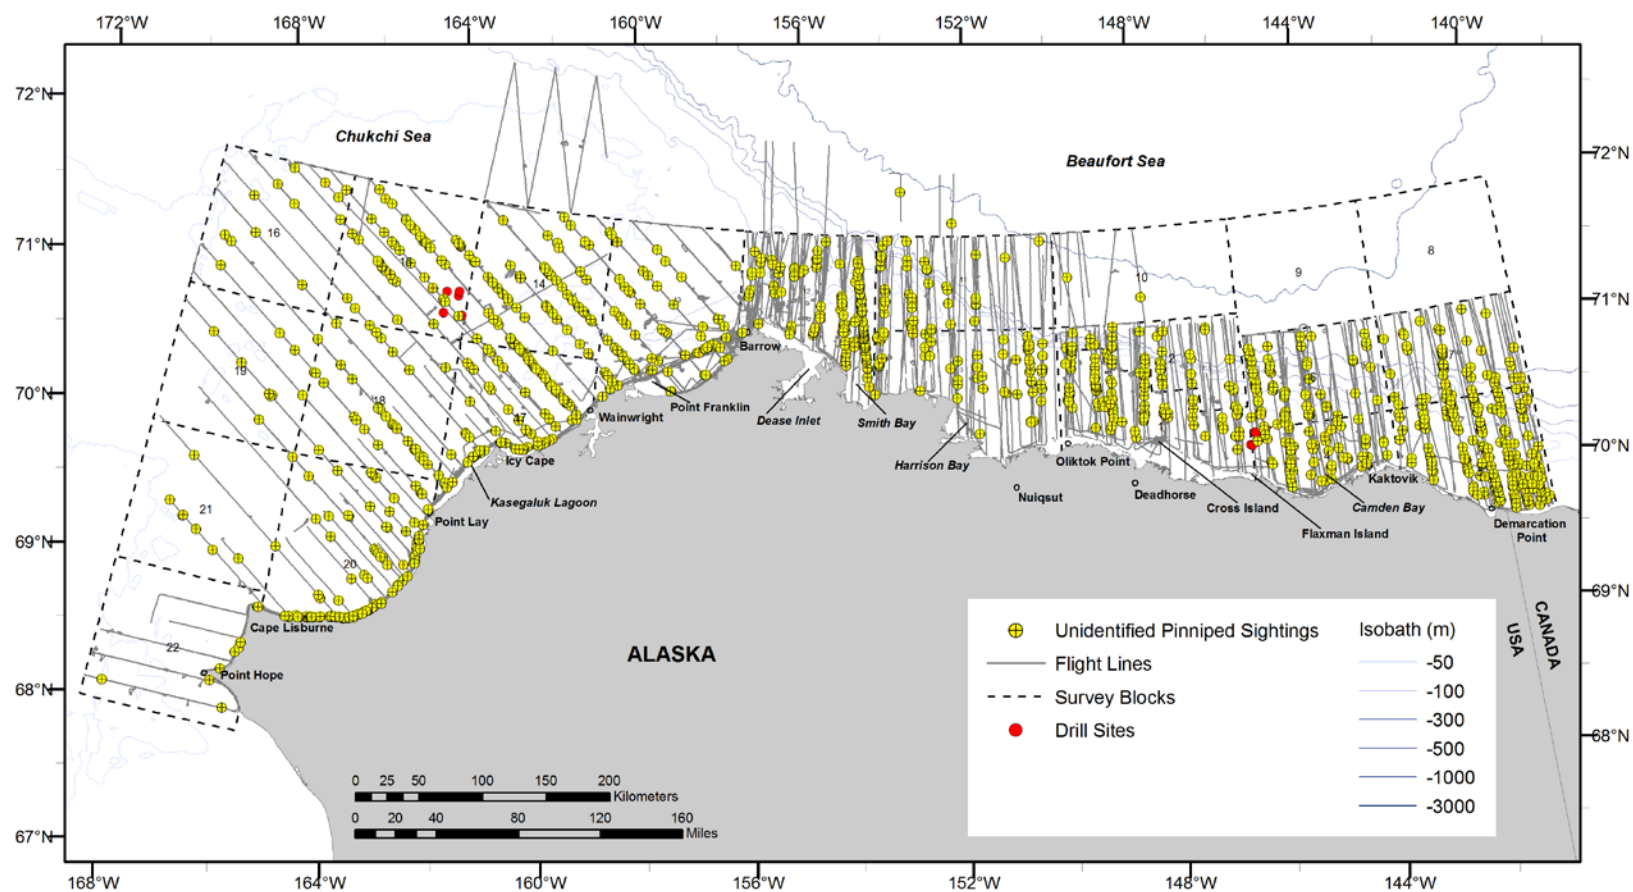 172°W 168°W 164°W 160°W 156°W 152°W 148°W 144°W 140°W
72°N
72°N
Chukchi Sea
Beaufort Sea
71°N
71°N
16
14
10
9
8
19
18
17
Barrow
70°N
70°N
Wainwright
Point Franklin
Dease Inlet
Smith Bay
Icy Cape
Harrison Bay
Oliktok Point
Kaktovik
Kasegaluk Lagoon
Nuiqsut
Deadhorse
Cross Island
Camden Bay
21
Point Lay
Flaxman Island
Demarcation
Point
69°N
69°N
20
Cape Lisburne
22
Point Hope
ALASKA
USA
CANADA
68°N
68°N
67°N
Unidentified Pinniped Sightings
Flight Lines
Survey Blocks
Drill Sites
Isobath (m)
-50
-100
-300
-500
-1000
-3000
0 25 50 100 150 200
Kilometers
0 20 40 80 120 160
Miles
168°W 164°W 160°W 156°W 152°W 148°W 144°W